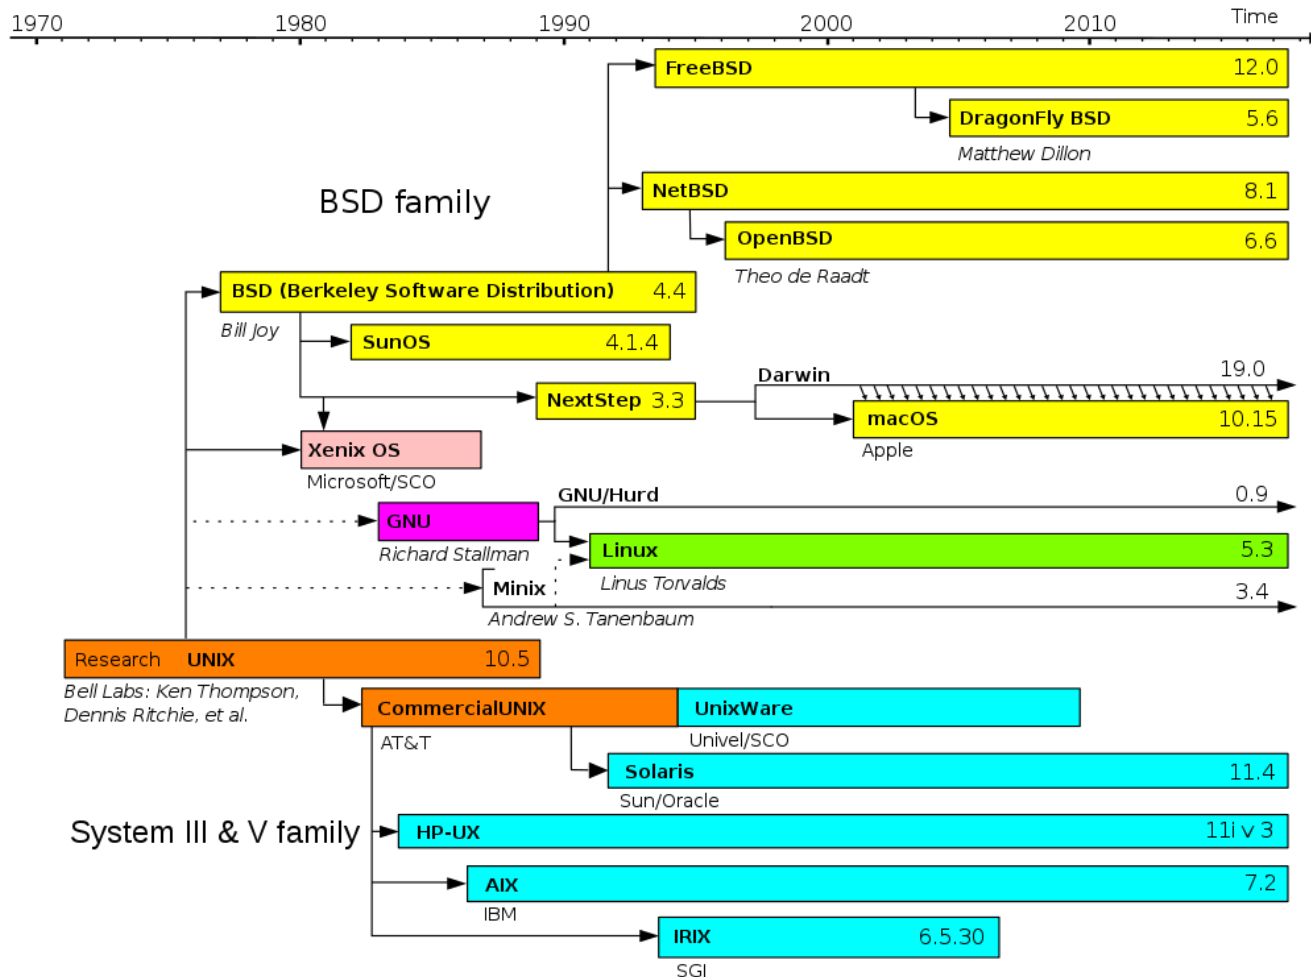 1970 1980 1990 2000 2010 Time
FreeBSD 12.0
DragonFly BSD 5.6
Matthew Dillon
BSD family
NetBSD 8.1
OpenBSD 6.6
Theo de Raadt
BSD (Berkeley Software Distribution) 4.4
Bill Joy
SunOS 4.1.4
Darwin 19.0
NextStep 3.3
macOS 10.15
Apple
Xenix OS
Microsoft/SCO
GNU/Hurd 0.9
GNU
Richard Stallman
Linux 5.3
Linus Torvalds
Minix 3.4
Andrew S. Tanenbaum
Research UNIX 10.5
Bell Labs: Ken Thompson,
Dennis Ritchie, et al.
CommercialUNIX UnixWare
AT&T Univel/SCO
Solaris 11.4
Sun/Oracle
System III & V family
HP-UX 11i v 3
AIX 7.2
IBM
IRIX 6.5.30
SGI